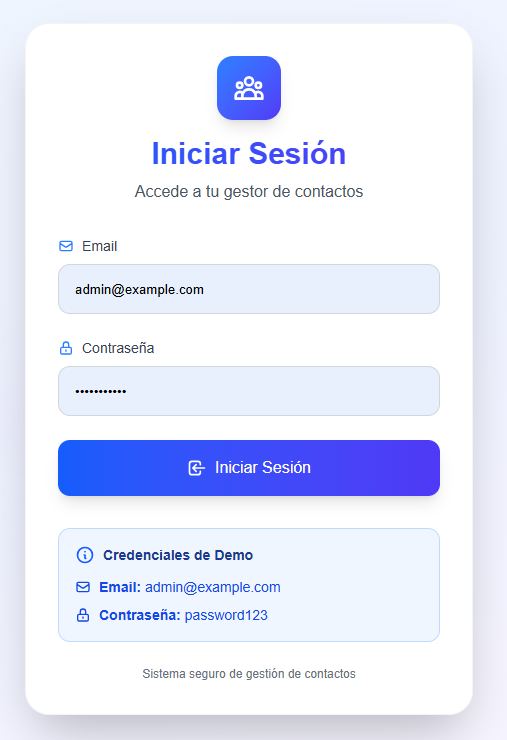 Iniciar Sesión
Accede a tu gestor de contactos
Email
admin@example.com
Contraseña
•••••••••••
Iniciar Sesión
Credenciales de Demo
Email: admin@example.com
Contraseña: password123
Sistema seguro de gestión de contactos